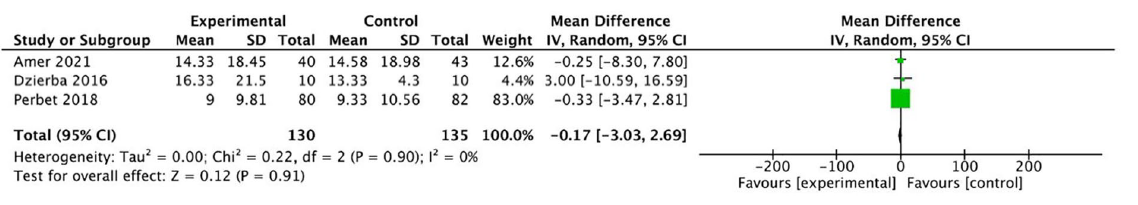 Experimental Control Mean Difference Mean Difference
Study or Subgroup Mean SD Total Mean SD Total Weight IV, Random, 95% CI IV, Random, 95% CI
Amer 2021 14.33 18.45 40 14.58 18.98 43 12.6% -0.25 [-8.30, 7.80]
Dzierba 2016 16.33 21.5 10 13.33 4.3 10 4.4% 3.00 [-10.59, 16.59]
Perbet 2018 9 9.81 80 9.33 10.56 82 83.0% -0.33 [-3.47, 2.81]
Total (95% CI) 130 135 100.0% -0.17 [-3.03, 2.69]
Heterogeneity: Tau² = 0.00; Chi² = 0.22, df = 2 (P = 0.90); I² = 0%
Test for overall effect: Z = 0.12 (P = 0.91)
-200 -100 0 100 200
Favours [experimental] Favours [control]